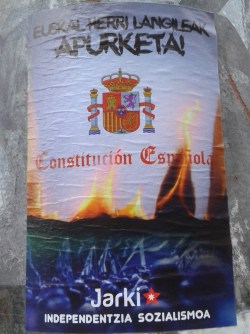 EUSKAL HERRI LANGILEAK
APURKETA!
Constitución Española
Jarki
INDEPENDENTZIA SOZIALISMOA